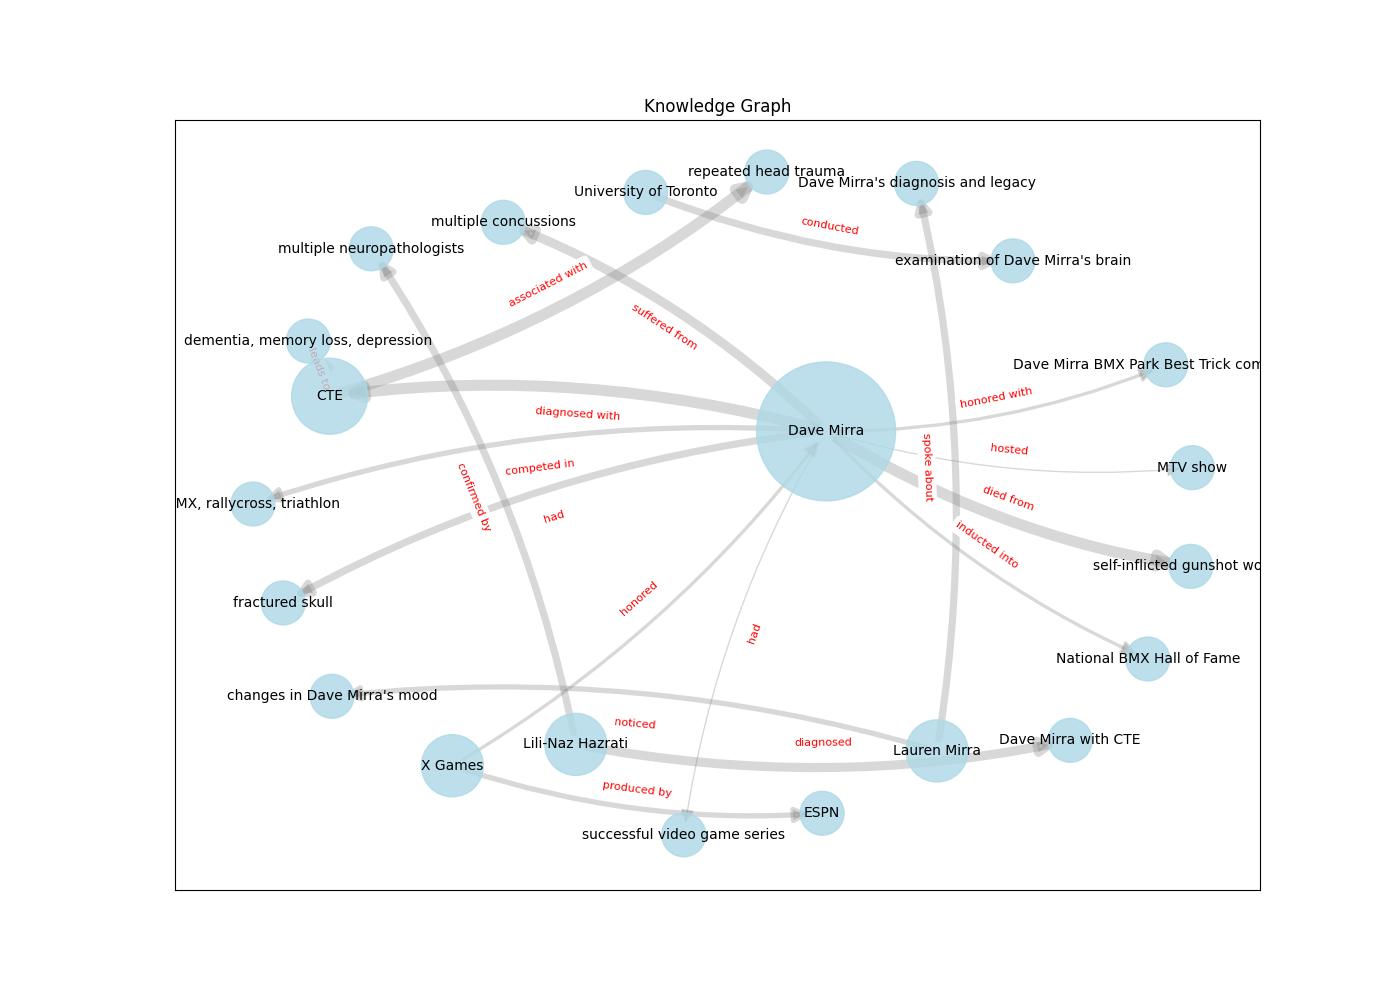 Knowledge Graph
repeated head trauma
University of Toronto
Dave Mirra's diagnosis and legacy
multiple concussions
conducted
multiple neuropathologists
examination of Dave Mirra's brain
associated with
suffered from
dementia, memory loss, depression
leads to
Dave Mirra BMX Park Best Trick com
CTE
honored with
diagnosed with
Dave Mirra
hosted
competed in
MTV show
spoke about
confirmed by
died from
MX, rallycross, triathlon
had
inducted into
self-inflicted gunshot wo
honored
fractured skull
had
National BMX Hall of Fame
changes in Dave Mirra's mood
noticed
Lili-Naz Hazrati
diagnosed
Lauren Mirra
Dave Mirra with CTE
X Games
produced by
ESPN
successful video game series